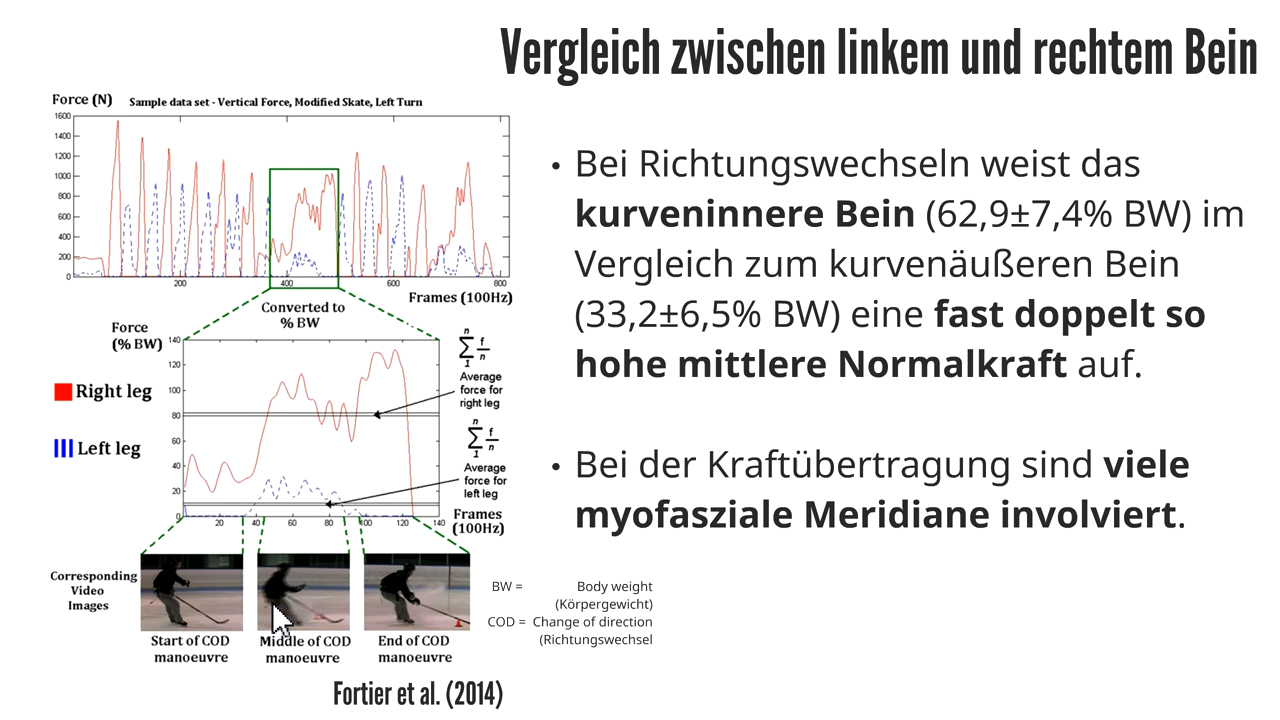 Vergleich zwischen linkem und rechtem Bein
Force (N)
Sample data set - Vertical Force, Modified Skate, Left Turn
1600
1400
1200
1000
800
600
400
200
0
200
400
600
800
Frames (100Hz)
Converted to
% BW
Force
(% BW)
140
120
100
80
60
40
20
0
20
40
60
80
100
120
140
Frames
(100Hz)
Right leg
Left leg
n
∑ f/n
1
Average
force for
right leg
n
∑ f/n
1
Average
force for
left leg
Corresponding
Video
Images
Start of COD
manoeuvre
Middle of COD
manoeuvre
End of COD
manoeuvre
BW = Body weight
(Körpergewicht)
COD = Change of direction
(Richtungswechsel
Fortier et al. (2014)
• Bei Richtungswechseln weist das
kurveninnere Bein (62,9±7,4% BW) im
Vergleich zum kurvenäußeren Bein
(33,2±6,5% BW) eine fast doppelt so
hohe mittlere Normalkraft auf.
• Bei der Kraftübertragung sind viele
myofasziale Meridiane involviert.